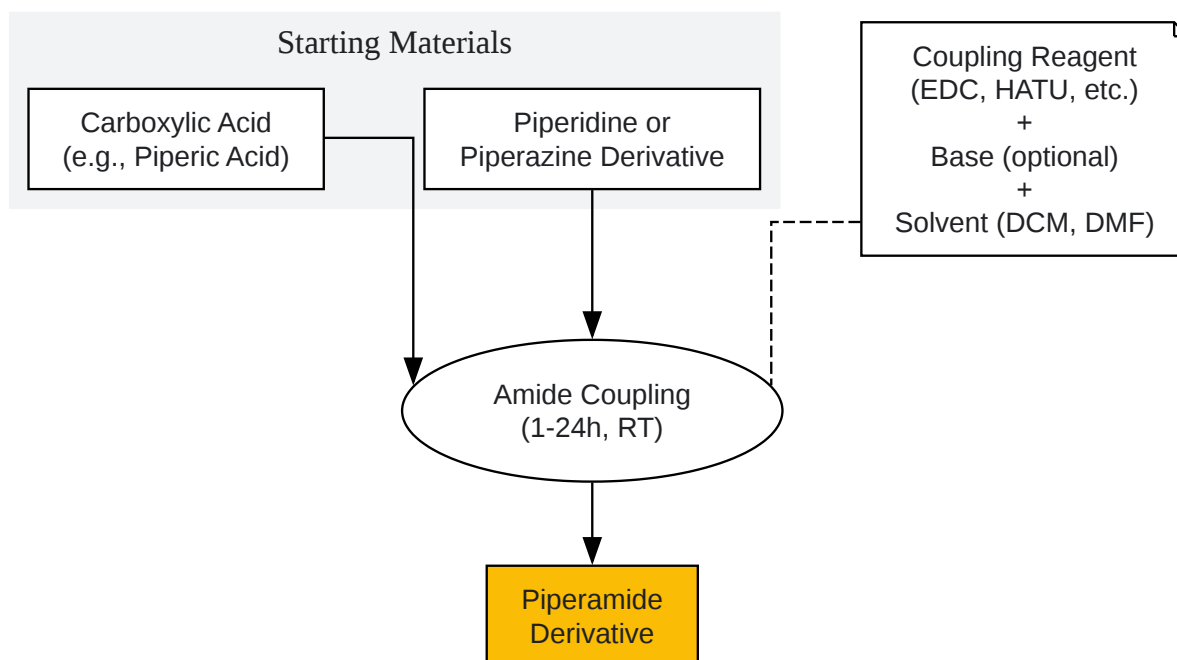 Starting Materials
Carboxylic Acid
(e.g., Piperic Acid)
Piperidine or
Piperazine Derivative
Coupling Reagent
(EDC, HATU, etc.)
+
Base (optional)
+
Solvent (DCM, DMF)
Amide Coupling
(1-24h, RT)
Piperamide
Derivative